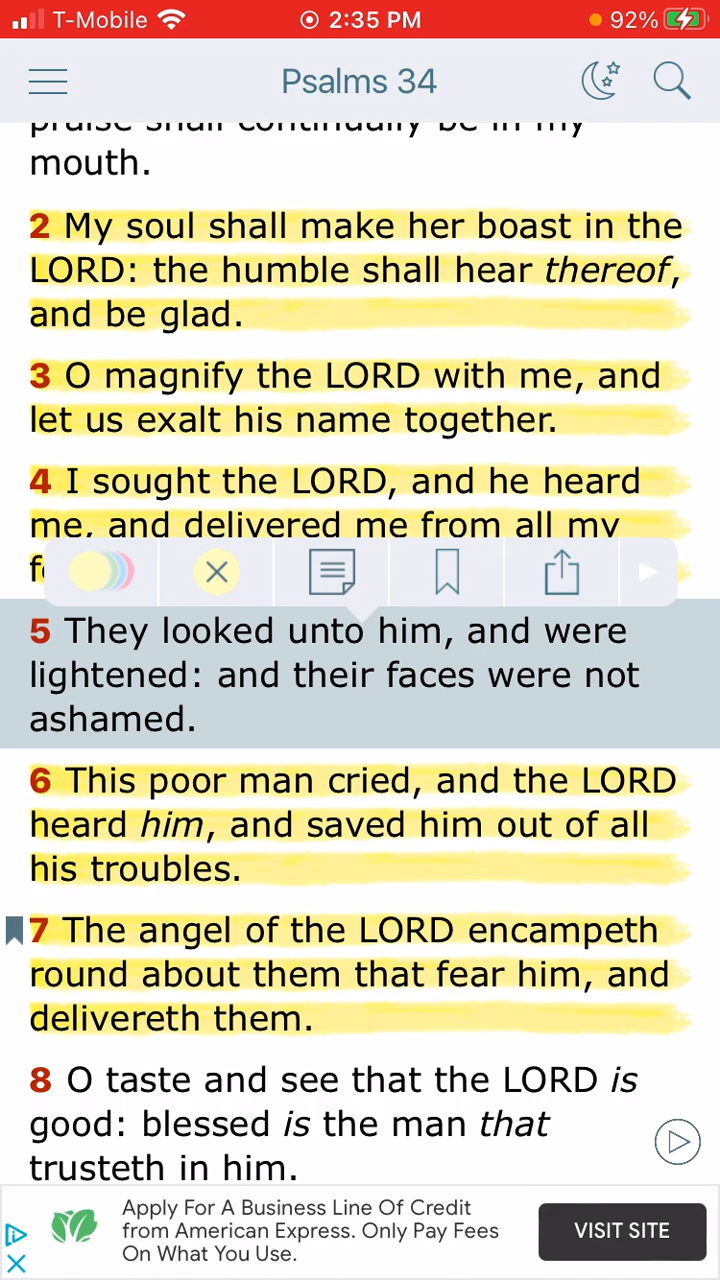 T-Mobile 2:35 PM 92%
Psalms 34
praise shall continually be in my
mouth.
2 My soul shall make her boast in the
LORD: the humble shall hear thereof,
and be glad.
3 O magnify the LORD with me, and
let us exalt his name together.
4 I sought the LORD, and he heard
me, and delivered me from all my
5 They looked unto him, and were
lightened: and their faces were not
ashamed.
6 This poor man cried, and the LORD
heard him, and saved him out of all
his troubles.
7 The angel of the LORD encampeth
round about them that fear him, and
delivereth them.
8 O taste and see that the LORD is
good: blessed is the man that
trusteth in him.
Apply For A Business Line Of Credit
from American Express. Only Pay Fees
On What You Use.
VISIT SITE